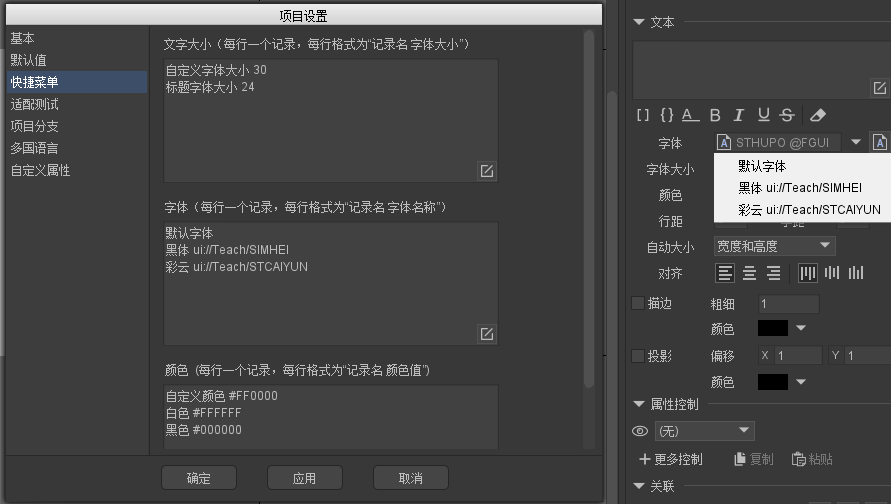 项目设置
基本
默认值
快捷菜单
适配测试
项目分支
多国语言
自定义属性
文字大小（每行一个记录，每行格式为“记录名 字体大小”）
自定义字体大小 30
标题字体大小 24
字体（每行一个记录，每行格式为“记录名 字体名称”）
默认字体
黑体 ui://Teach/SIMHEI
彩云 ui://Teach/STCAIYUN
颜色（每行一个记录，每行格式为“记录名 颜色值”）
自定义颜色 #FF0000
白色 #FFFFFF
黑色 #000000
确定 应用 取消
文本
[] {} A B I U S
字体 A STHUPO @FGUI A
默认字体
黑体 ui://Teach/SIMHEI
彩云 ui://Teach/STCAIYUN
字体大小
颜色
行距
自动大小 宽度和高度
对齐
描边 粗细 1
颜色
投影 偏移 X 1 Y 1
颜色
属性控制
(无)
更多控制 复制 粘贴
关联